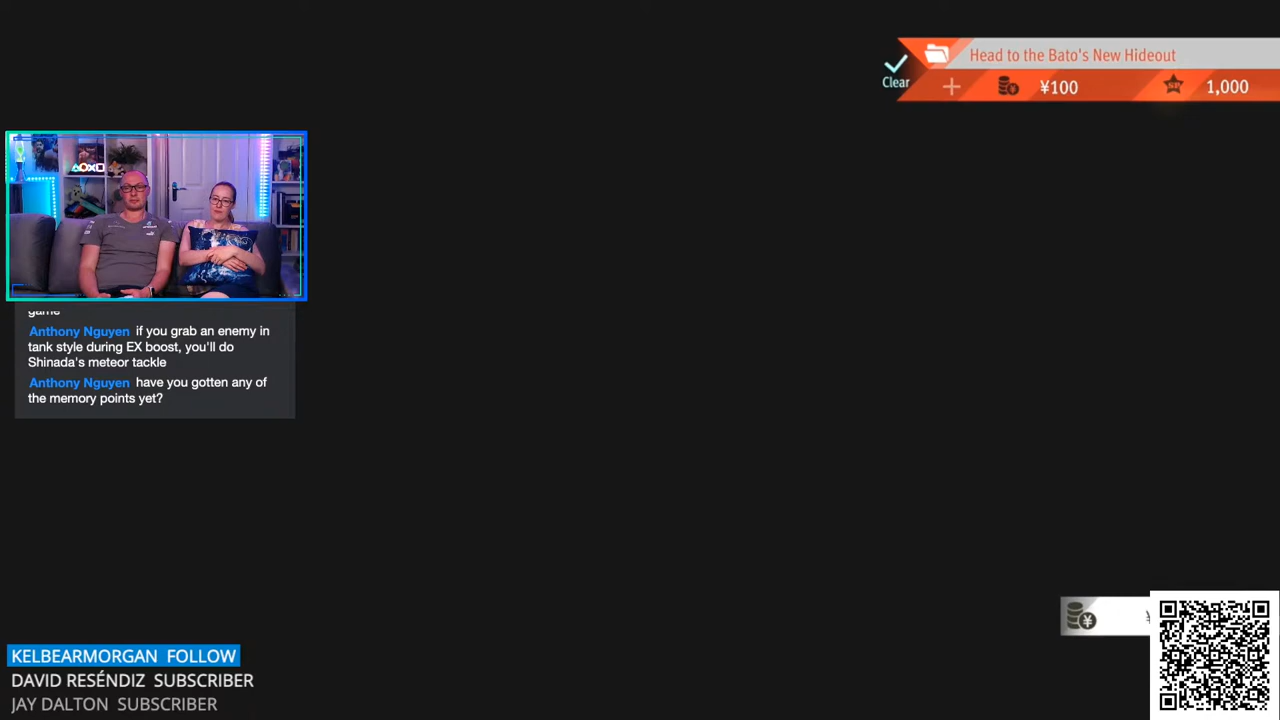 Head to the Bato's New Hideout
Clear
¥100
1,000
game
Anthony Nguyen if you grab an enemy in
tank style during EX boost, you'll do
Shinada's meteor tackle
Anthony Nguyen have you gotten any of
the memory points yet?
KELBEARMORGAN FOLLOW
DAVID RESÉNDIZ SUBSCRIBER
JAY DALTON SUBSCRIBER